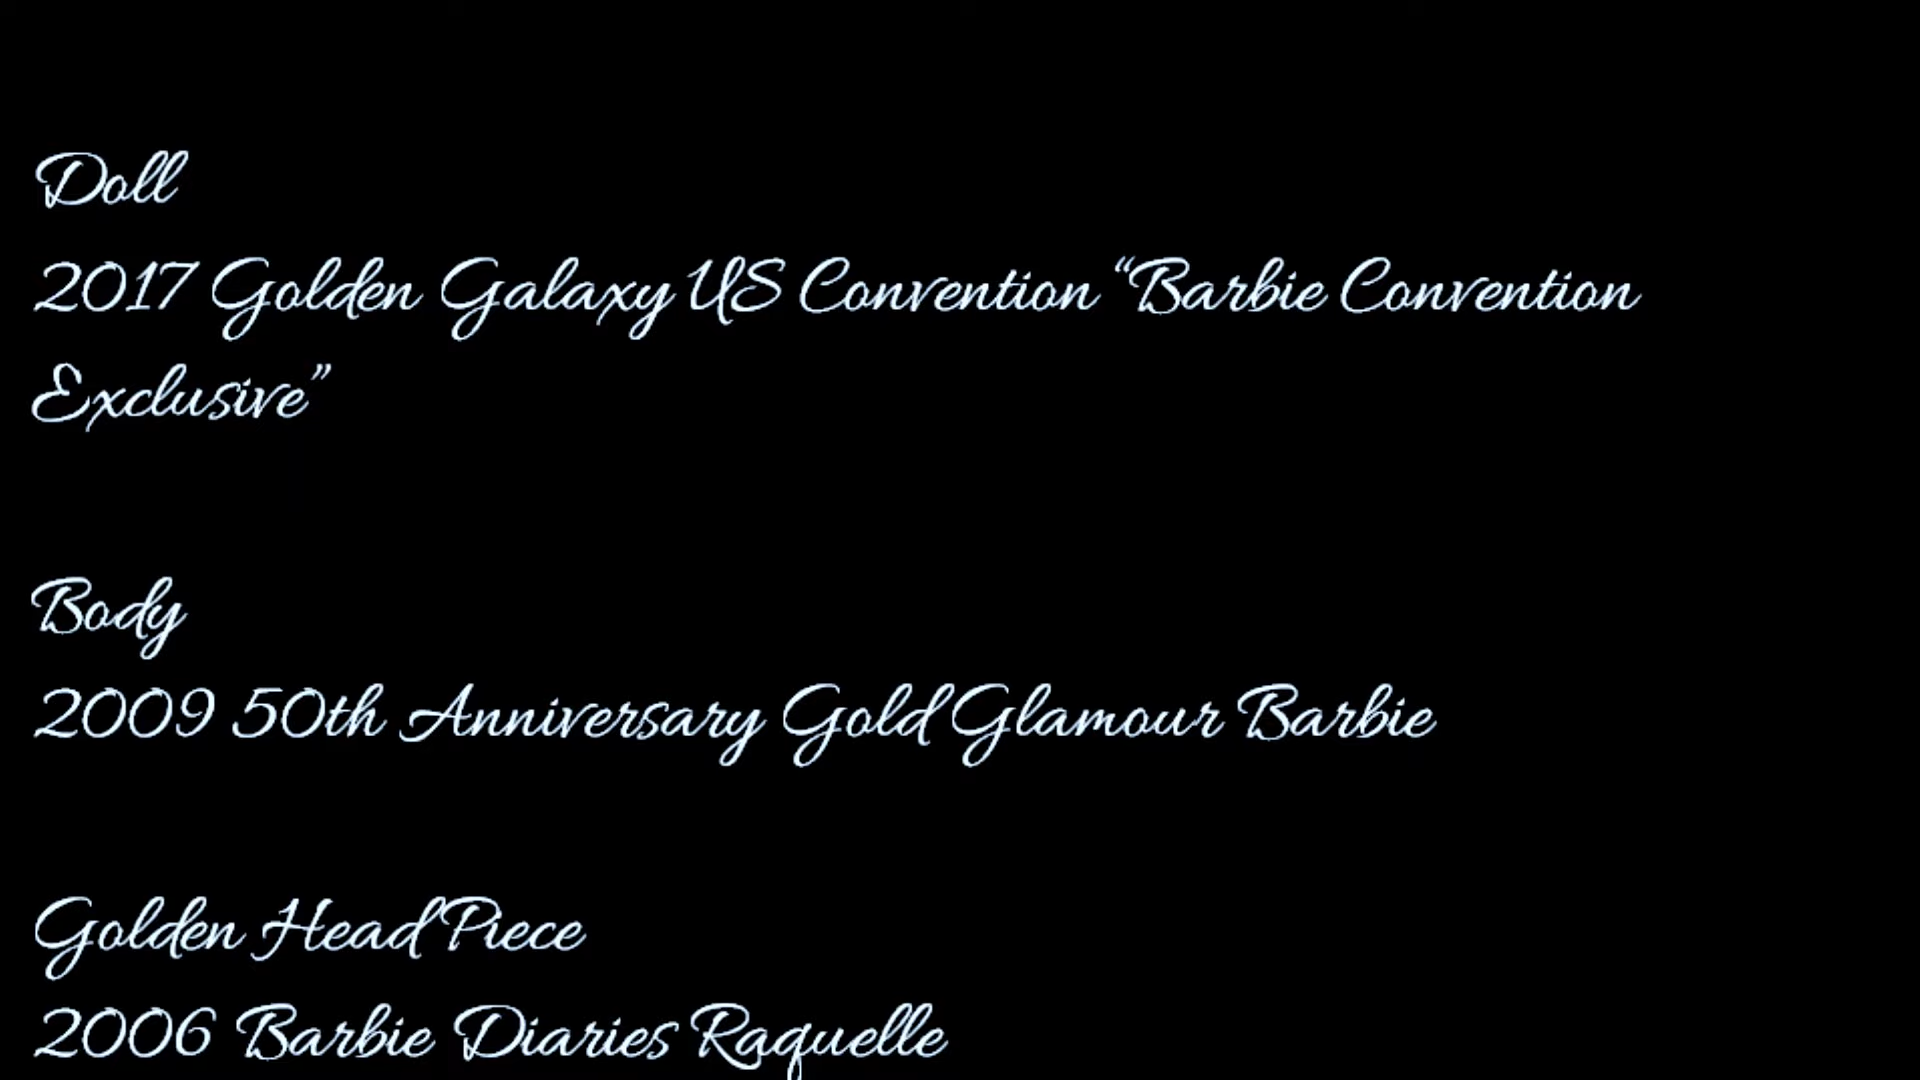 Doll
2017 Golden Galaxy US Convention “Barbie Convention
Exclusive”
Body
2009 50th Anniversary Gold Glamour Barbie
Golden Head Piece
2006 Barbie Diaries Raquelle